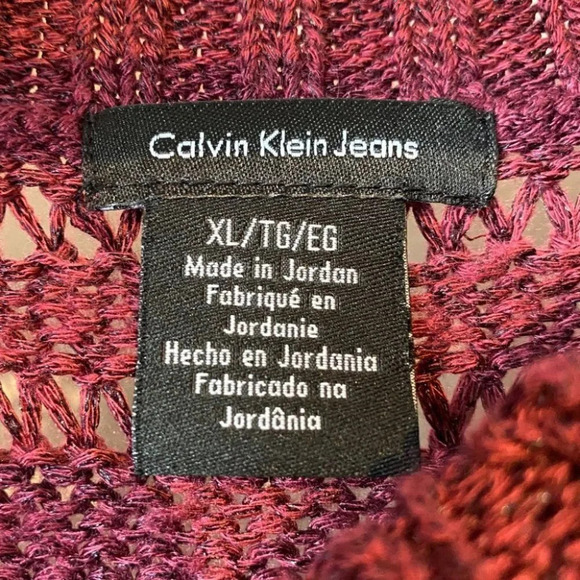 Calvin Klein Jeans
XL/TG/EG
Made in Jordan
Fabriqué en
Jordanie
Hecho en Jordania
Fabricado na
Jordânia